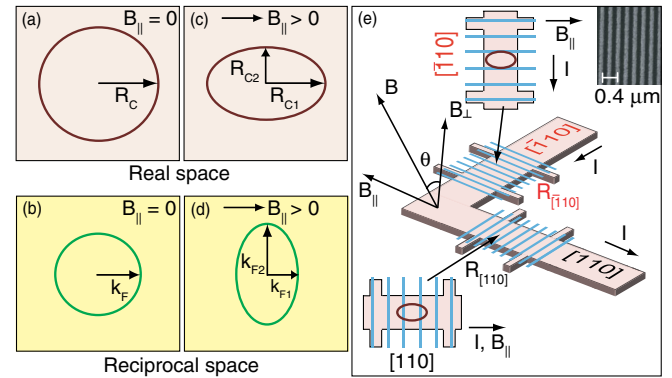 (a)
B∥ = 0
R_C
(c)
B∥ > 0
R_C2
R_C1
Real space
(b)
B∥ = 0
k_F
(d)
B∥ > 0
k_F2
k_F1
Reciprocal space
(e)
[1̄10]
B∥
I
0.4 μm
B
B⊥
θ
B∥
[1̄10]
I
R_[1̄10]
I
R_[110]
[110]
[110]
I, B∥